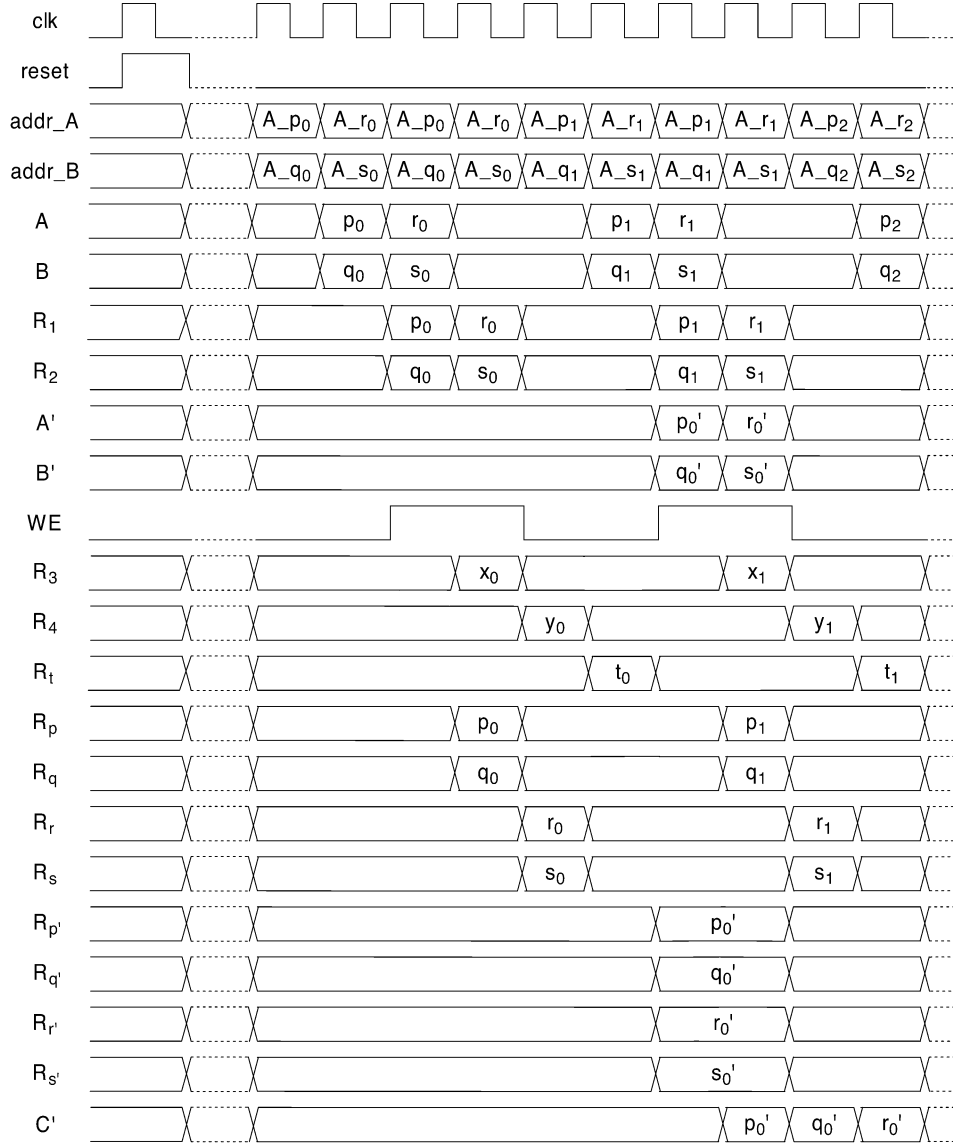 clk
reset
addr_A A_p₀ A_r₀ A_p₀ A_r₀ A_p₁ A_r₁ A_p₁ A_r₁ A_p₂ A_r₂
addr_B A_q₀ A_s₀ A_q₀ A_s₀ A_q₁ A_s₁ A_q₁ A_s₁ A_q₂ A_s₂
A p₀ r₀ p₁ r₁ p₂
B q₀ s₀ q₁ s₁ q₂
R₁ p₀ r₀ p₁ r₁
R₂ q₀ s₀ q₁ s₁
A' p₀' r₀'
B' q₀' s₀'
WE
R₃ x₀ x₁
R₄ y₀ y₁
Rₜ t₀ t₁
Rₚ p₀ p₁
R_q q₀ q₁
Rᵣ r₀ r₁
Rₛ s₀ s₁
Rₚ' p₀'
R_q' q₀'
Rᵣ' r₀'
Rₛ' s₀'
C' p₀' q₀' r₀'